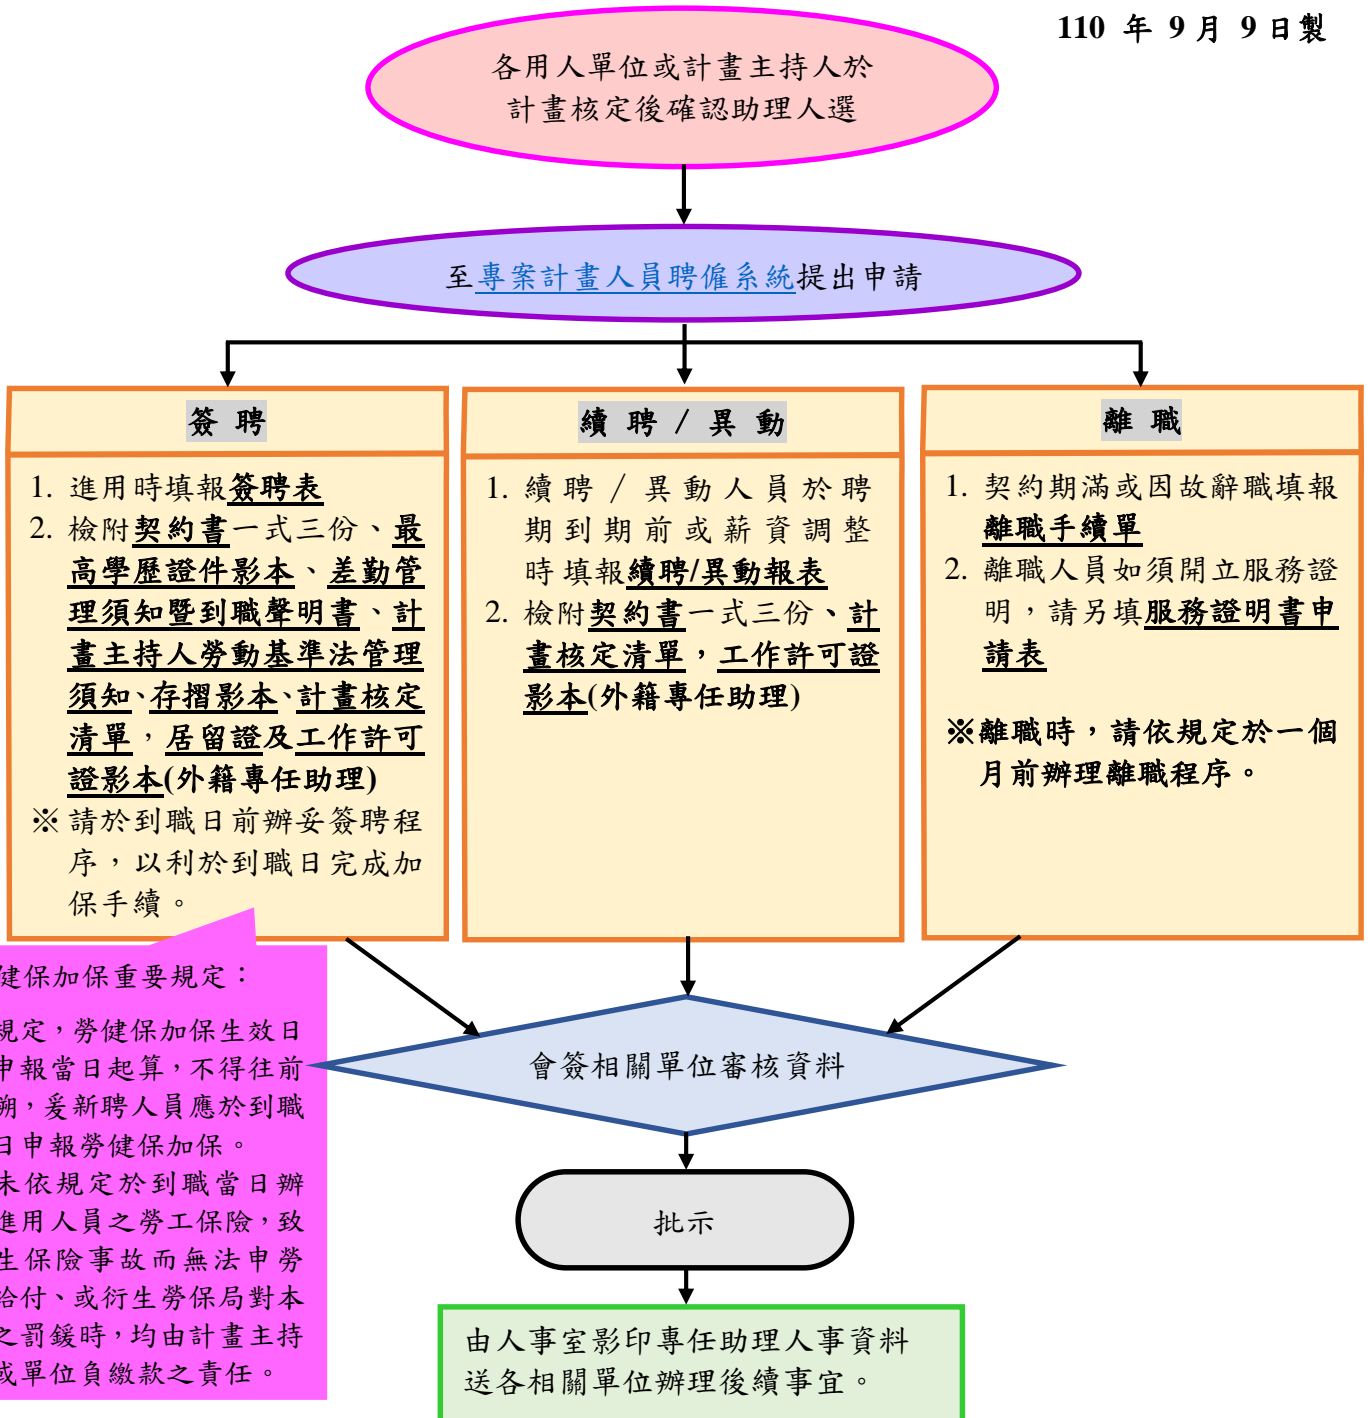 110 年 9 月 9 日製
各用人單位或計畫主持人於
計畫核定後確認助理人選
至專案計畫人員聘僱系統提出申請
簽 聘
1. 進用時填報簽聘表
2. 檢附契約書一式三份、最
高學歷證件影本、差勤管
理須知暨到職聲明書、計
畫主持人勞動基準法管理
須知、存摺影本、計畫核定
清單，居留證及工作許可
證影本(外籍專任助理)
※請於到職日前辦妥簽聘程
序，以利於到職日完成加
保手續。
續 聘 / 異 動
1. 續聘/異動人員於聘
期到期前或薪資調整
時填報續聘/異動報表
2. 檢附契約書一式三份、計
畫核定清單，工作許可證
影本(外籍專任助理)
離 職
1. 契約期滿或因故辭職填報
離職手續單
2. 離職人員如須開立服務證
明，請另填服務證明書申
請表
※離職時，請依規定於一個
月前辦理離職程序。
健保加保重要規定：
規定，勞健保加保生效日
申報當日起算，不得往前
溯，爰新聘人員應於到職
日申報勞健保加保。
未依規定於到職當日辦
進用人員之勞工保險，致
生保險事故而無法申勞
給付、或衍生勞保局對本
之罰鍰時，均由計畫主持
或單位負繳款之責任。
會簽相關單位審核資料
批示
由人事室影印專任助理人事資料
送各相關單位辦理後續事宜。